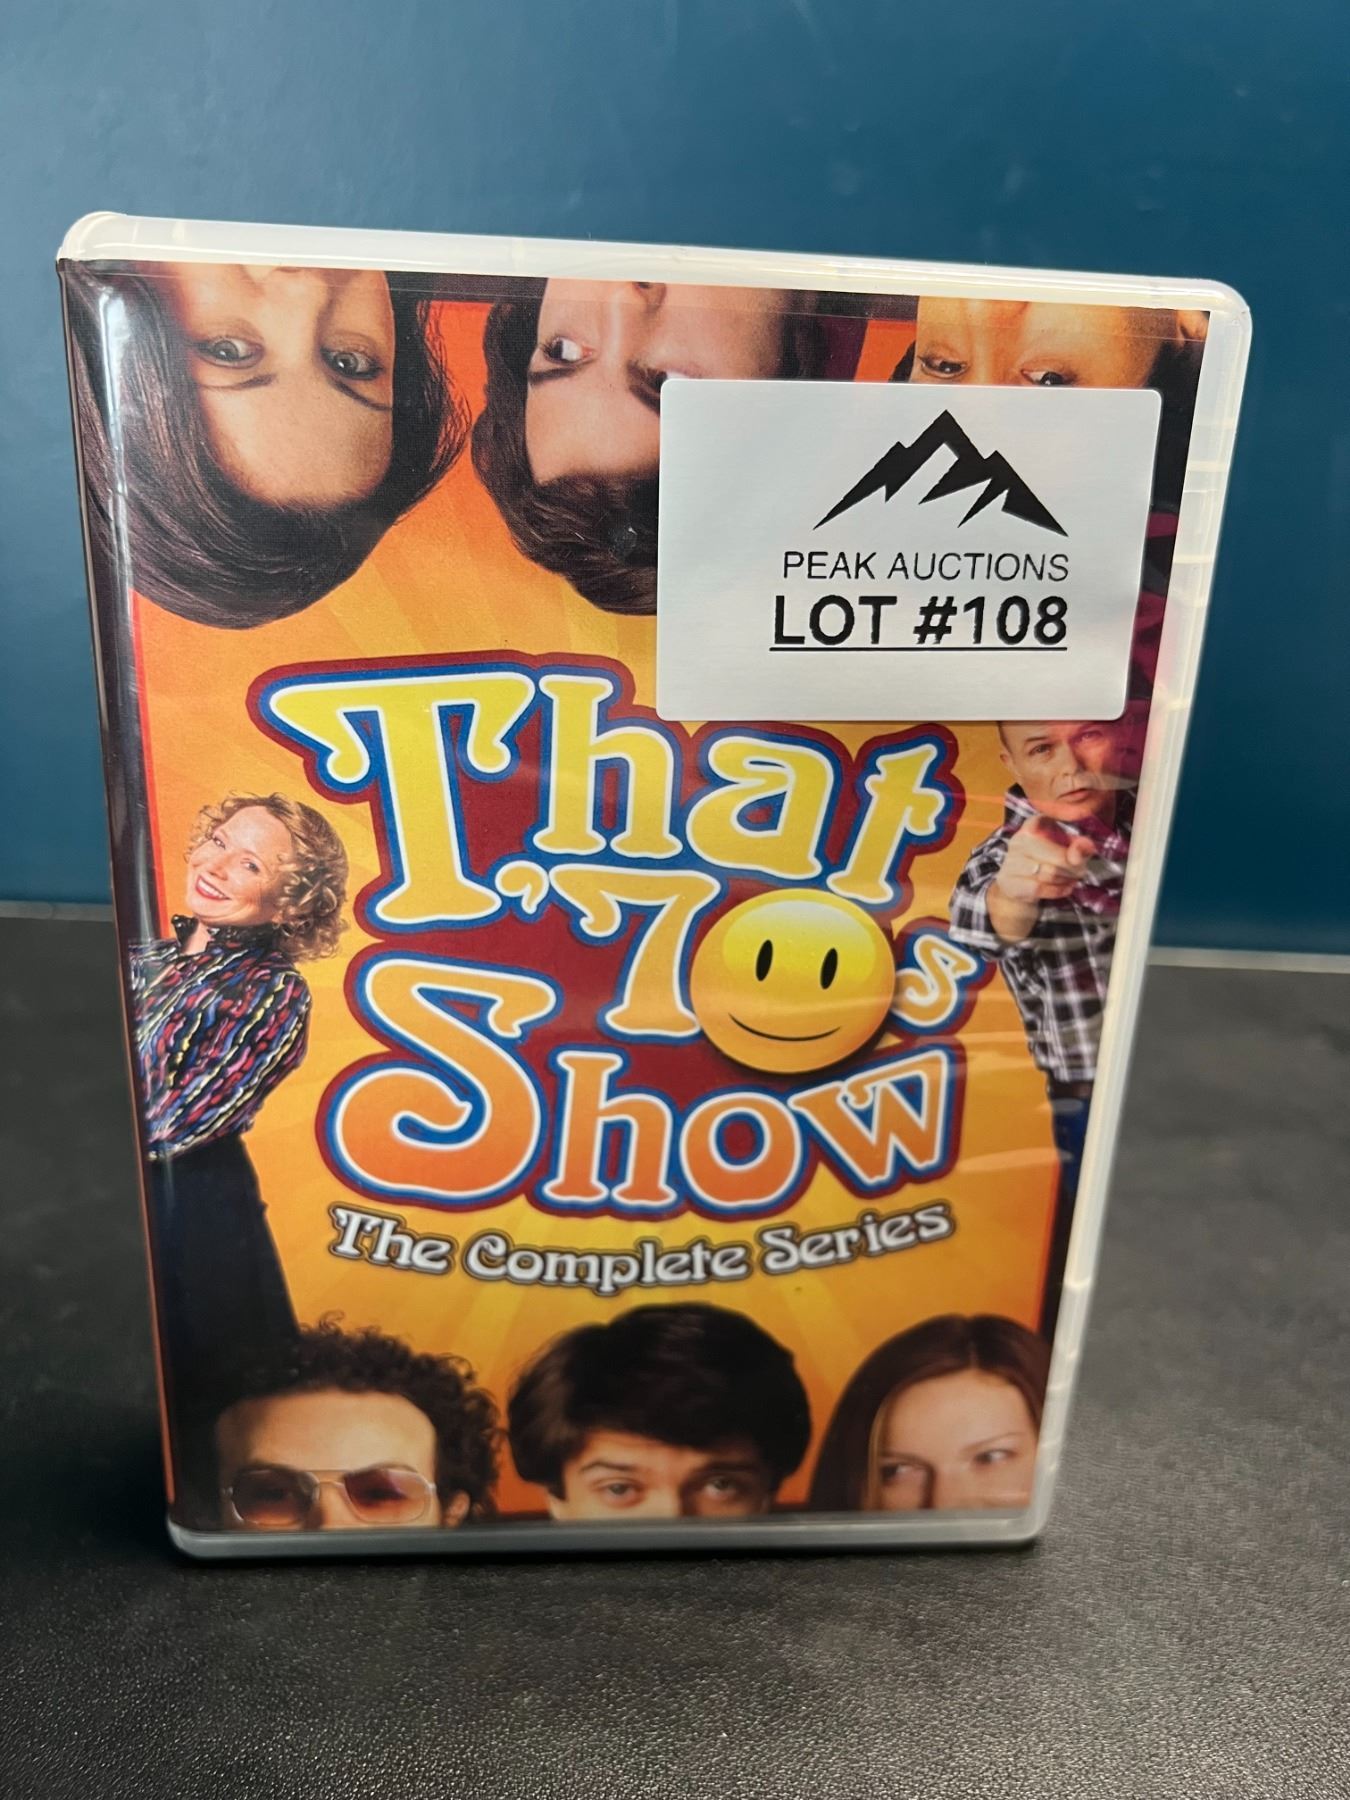 PEAK AUCTIONS
LOT #108
That
'70s
Show
The Complete Series